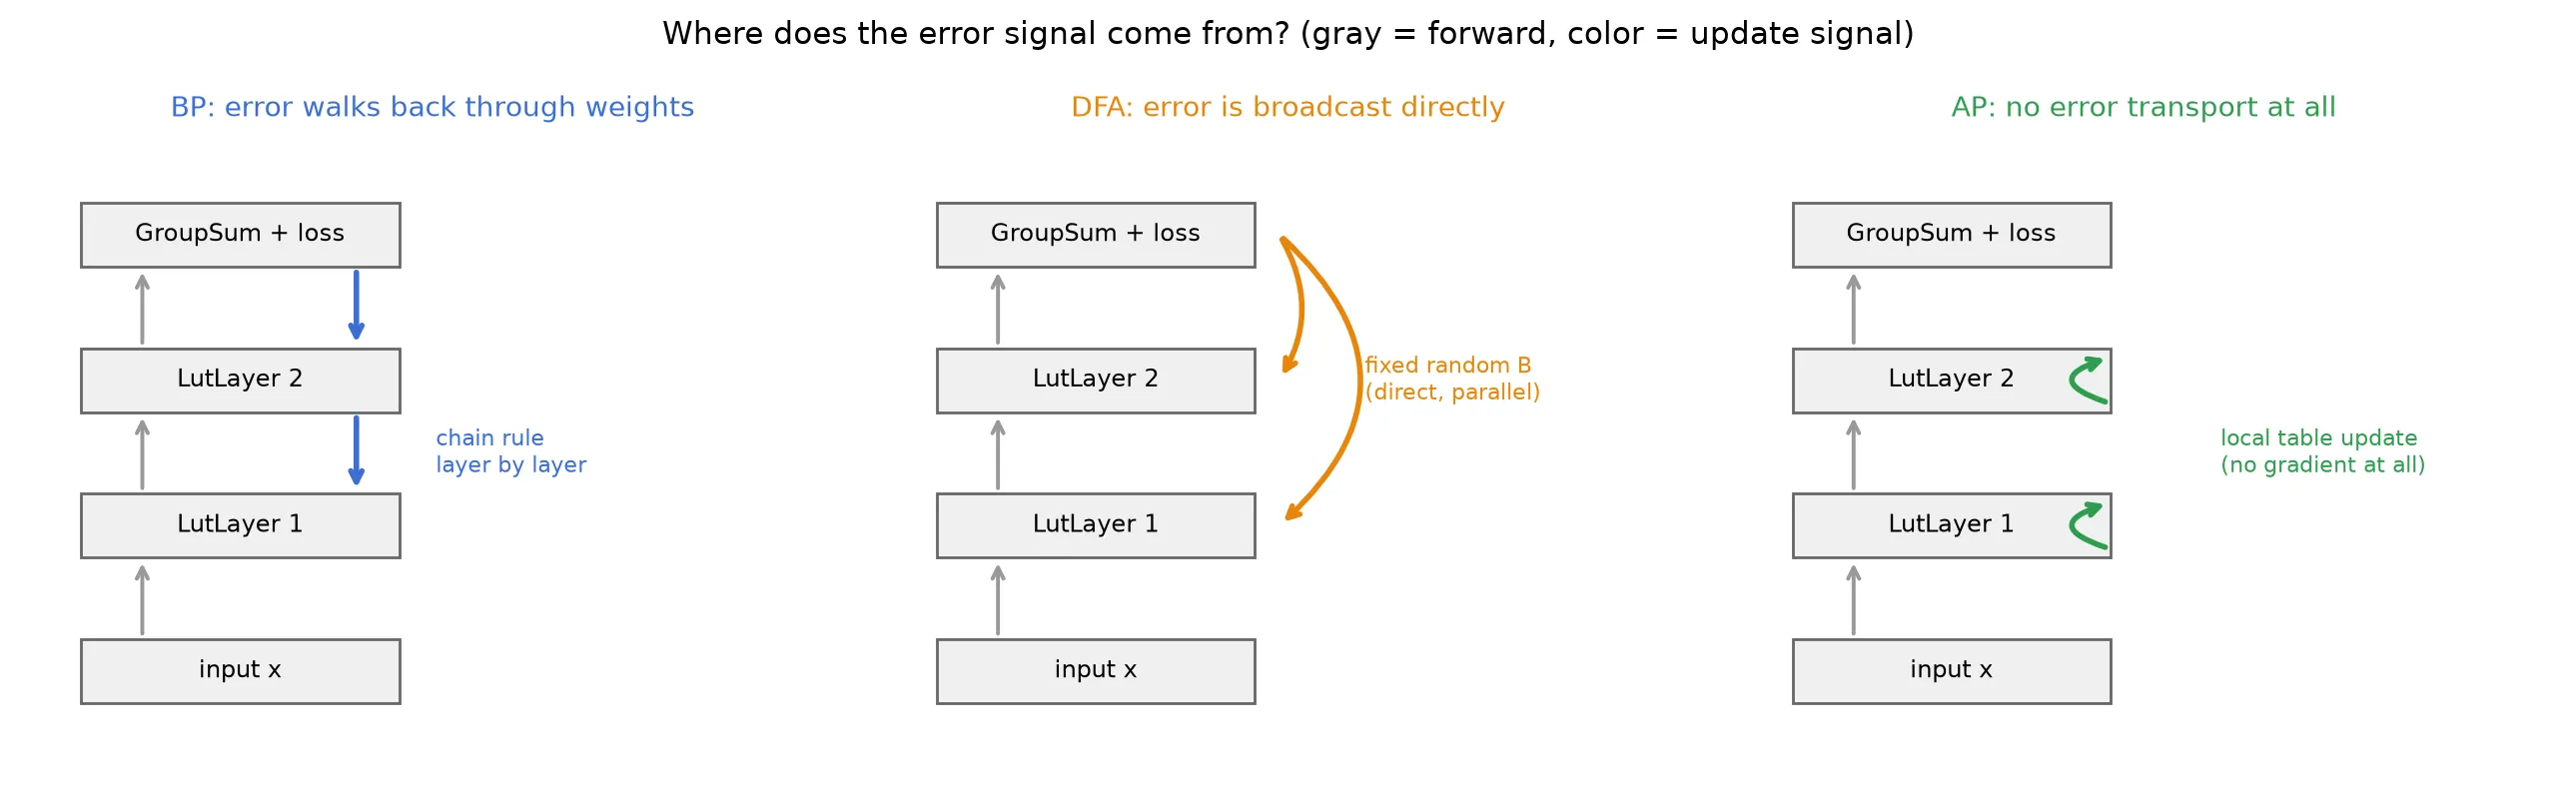 Where does the error signal come from? (gray = forward, color = update signal)
BP: error walks back through weights
GroupSum + loss
LutLayer 2
chain rule
layer by layer
LutLayer 1
input x
DFA: error is broadcast directly
GroupSum + loss
fixed random B
(direct, parallel)
LutLayer 2
LutLayer 1
input x
AP: no error transport at all
GroupSum + loss
LutLayer 2
local table update
(no gradient at all)
LutLayer 1
input x